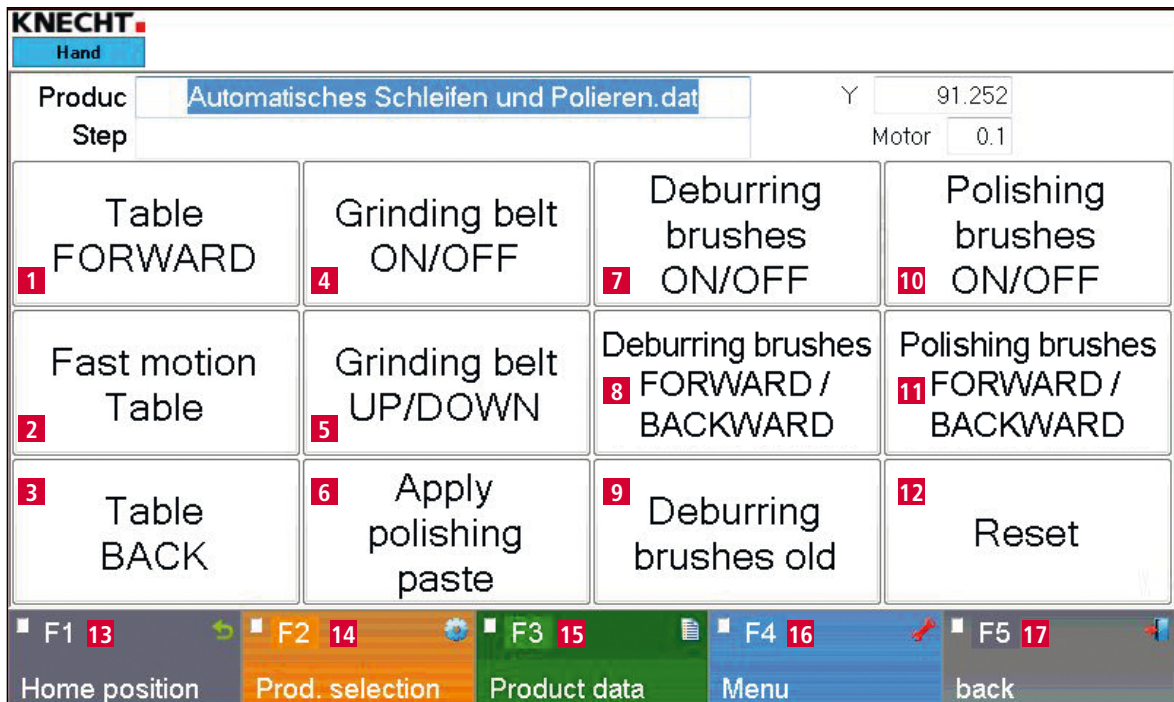 KNECHT
Hand
Produc Automatisches Schleifen und Polieren.dat Y 91.252
Step Motor 0.1
Table
FORWARD
1
Grinding belt
ON/OFF
4
Deburring
brushes
ON/OFF
7
Polishing
brushes
ON/OFF
10
Fast motion
Table
2
Grinding belt
UP/DOWN
5
Deburring brushes
8 FORWARD /
BACKWARD
Polishing brushes
11 FORWARD /
BACKWARD
3
Table
BACK
6 Apply
polishing
paste
9
Deburring
brushes old
12
Reset
F1 13
Home position
F2 14
Prod. selection
F3 15
Product data
F4 16
Menu
F5 17
back